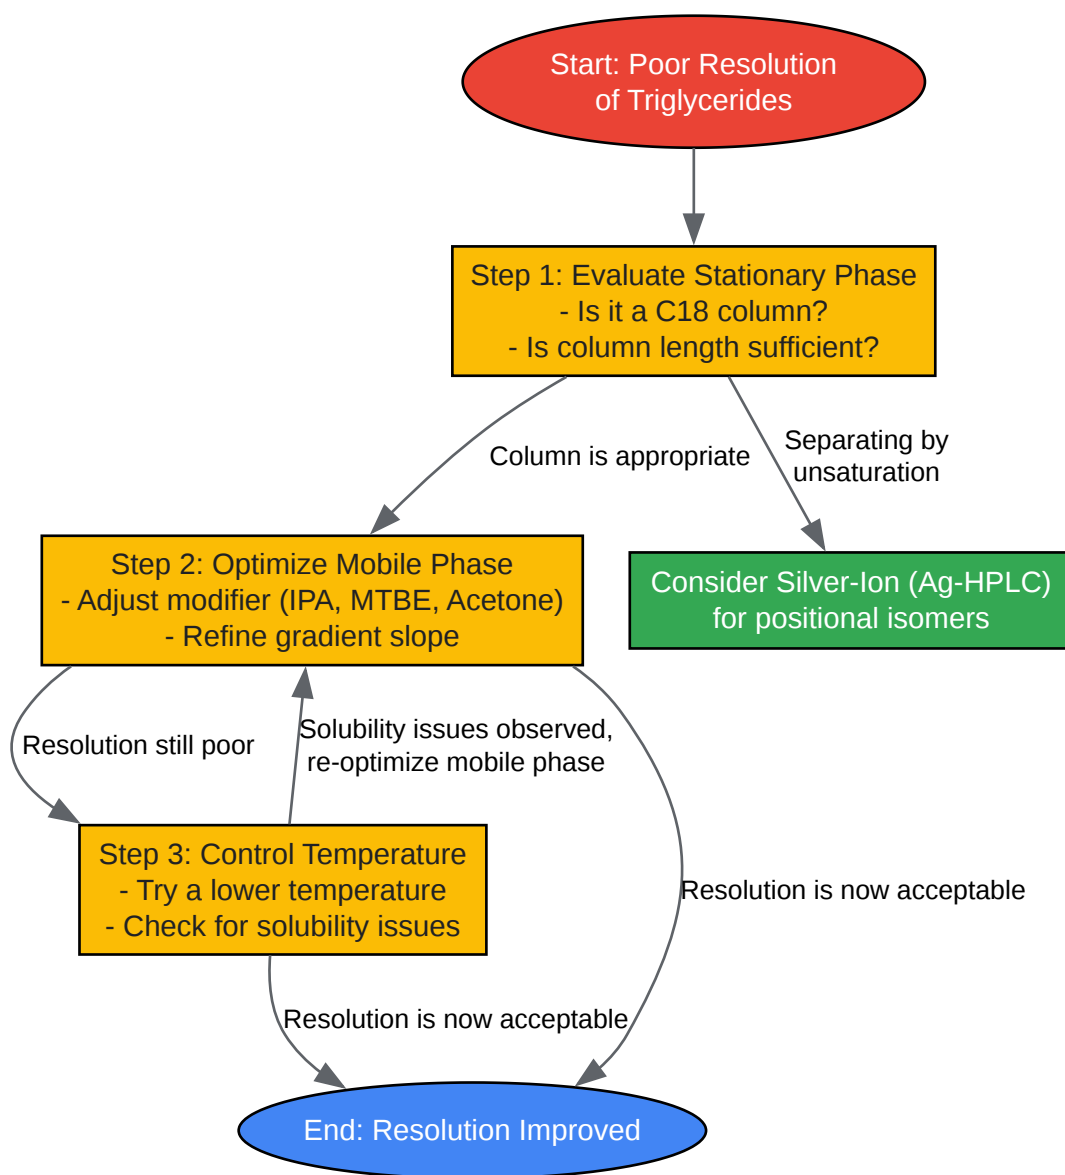 Start: Poor Resolution
of Triglycerides
Step 1: Evaluate Stationary Phase
- Is it a C18 column?
- Is column length sufficient?
Column is appropriate
Separating by
unsaturation
Step 2: Optimize Mobile Phase
- Adjust modifier (IPA, MTBE, Acetone)
- Refine gradient slope
Consider Silver-Ion (Ag-HPLC)
for positional isomers
Resolution still poor
Solubility issues observed,
re-optimize mobile phase
Step 3: Control Temperature
- Try a lower temperature
- Check for solubility issues
Resolution is now acceptable
Resolution is now acceptable
End: Resolution Improved